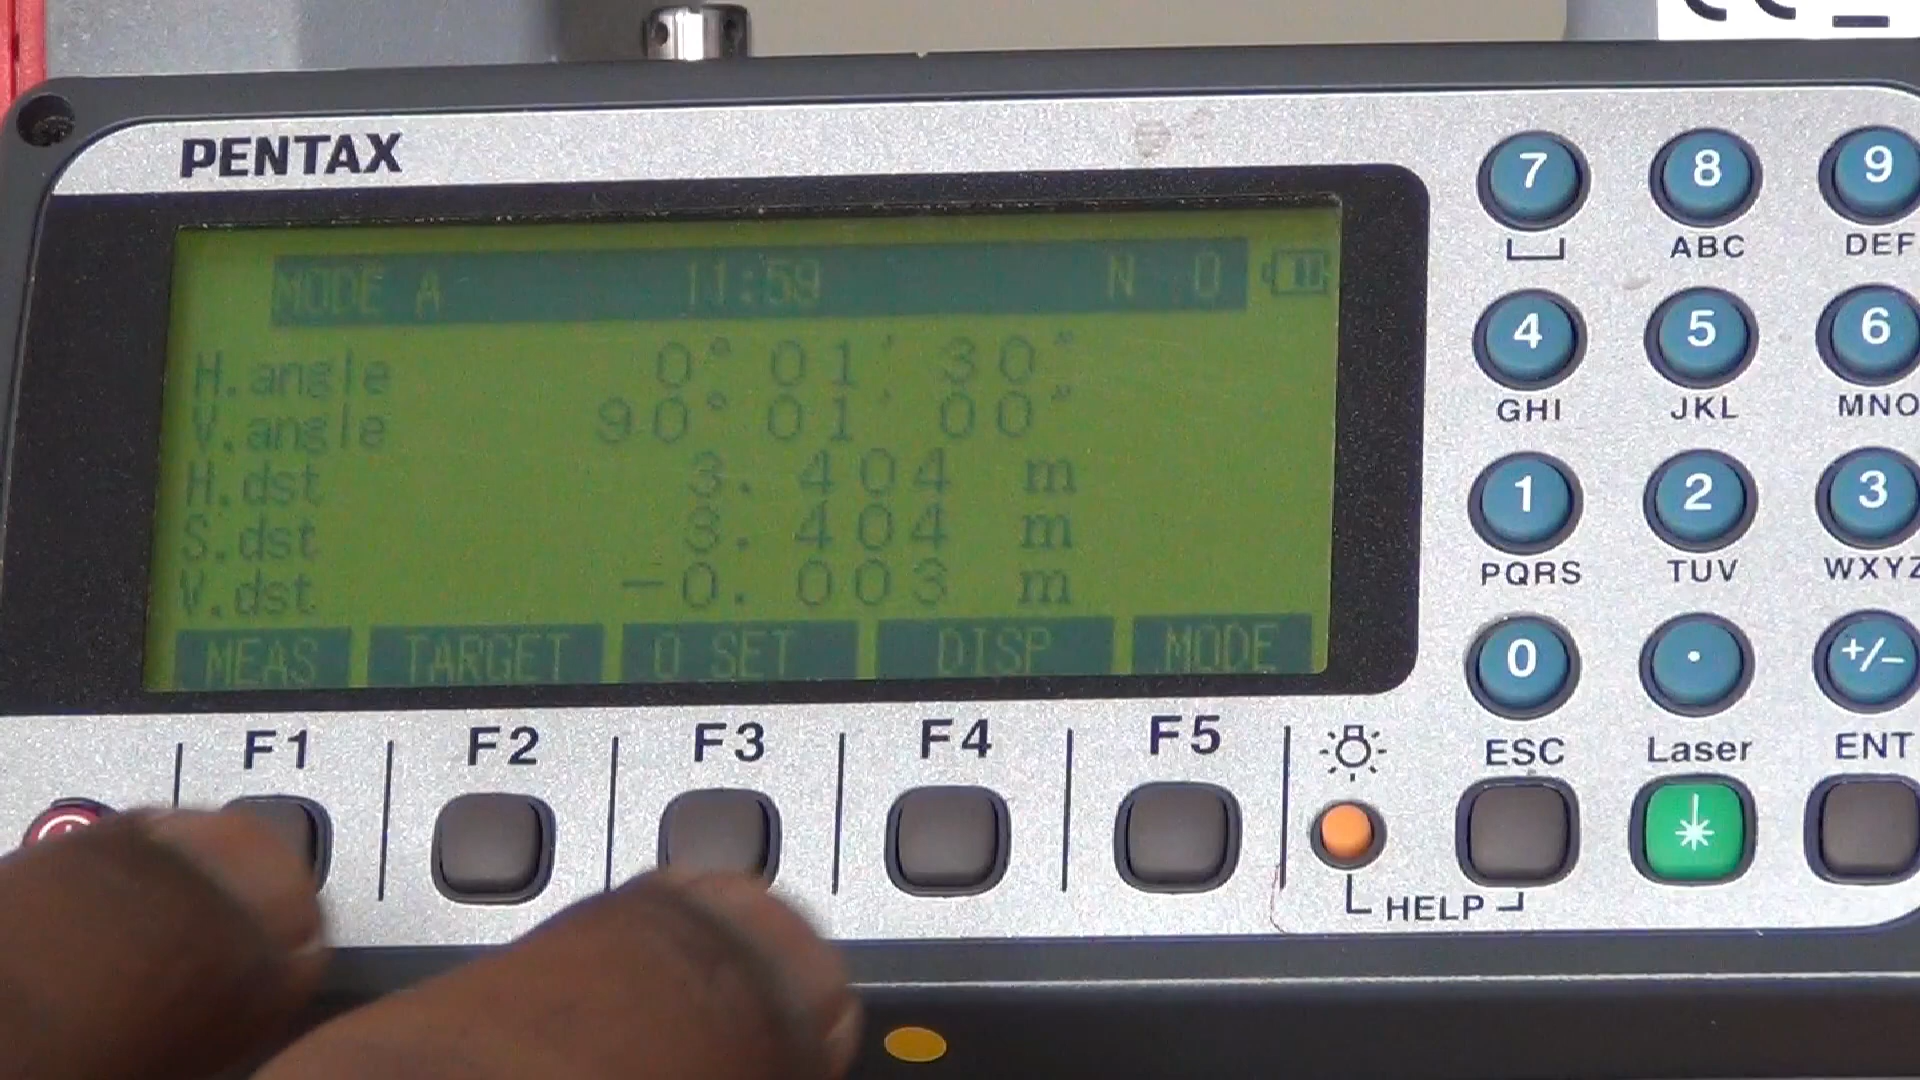 PENTAX
MODE A 11:59 N 0
H.angle 0° 01' 30"
V.angle 90° 01' 00"
H.dst 3.404 m
S.dst 3.404 m
V.dst -0.003 m
MEAS TARGET 0 SET DISP MODE
F1 F2 F3 F4 F5
7 8 9
ABC DEF
4 5 6
GHI JKL MNO
1 2 3
PQRS TUV WXYZ
0 . +/-
ESC Laser ENT
HELP